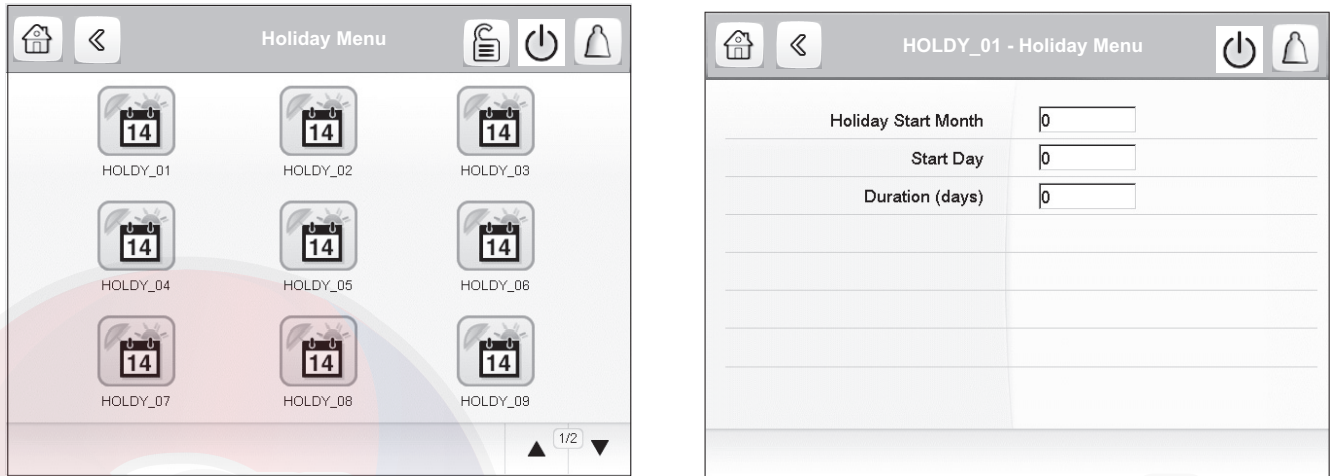 Holiday Menu
14 14 14
HOLDY_01 HOLDY_02 HOLDY_03
14 14 14
HOLDY_04 HOLDY_05 HOLDY_06
14 14 14
HOLDY_07 HOLDY_08 HOLDY_09
1/2
HOLDY_01 - Holiday Menu
Holiday Start Month 0
Start Day 0
Duration (days) 0